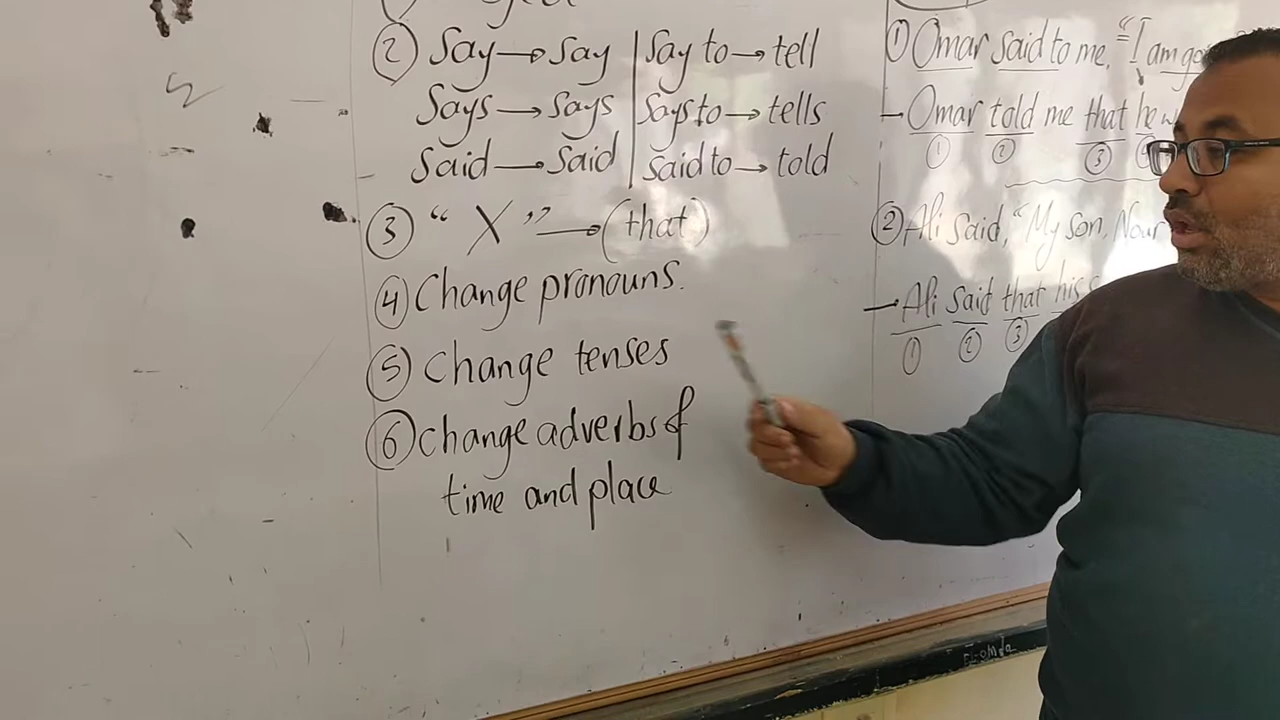 ②
Say→Say | Say to→tell
Says→Says | Says to→tells
Said→Said | Said to→told
③ “ X ”→(that)
④ Change pronouns.
⑤ Change tenses
⑥ change adverbs of
time and place
① Omar said to me, “I am
– Omar told me that he
① ② ③
② Ali said, “My son, Nour
– Ali said that his
① ② ③